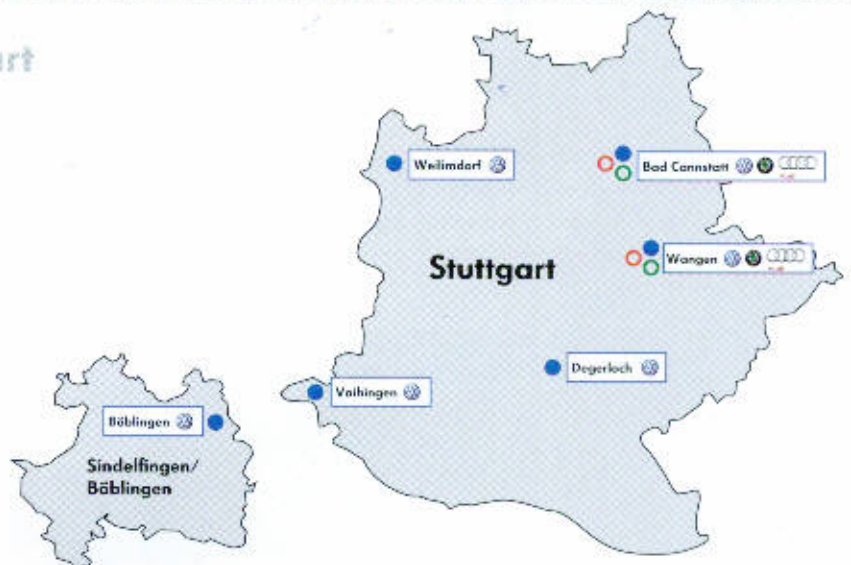 Weilimdorf
Bad Cannstatt
Stuttgart
Wangen
Degerloch
Vaihingen
Böblingen
Sindelfingen/
Böblingen